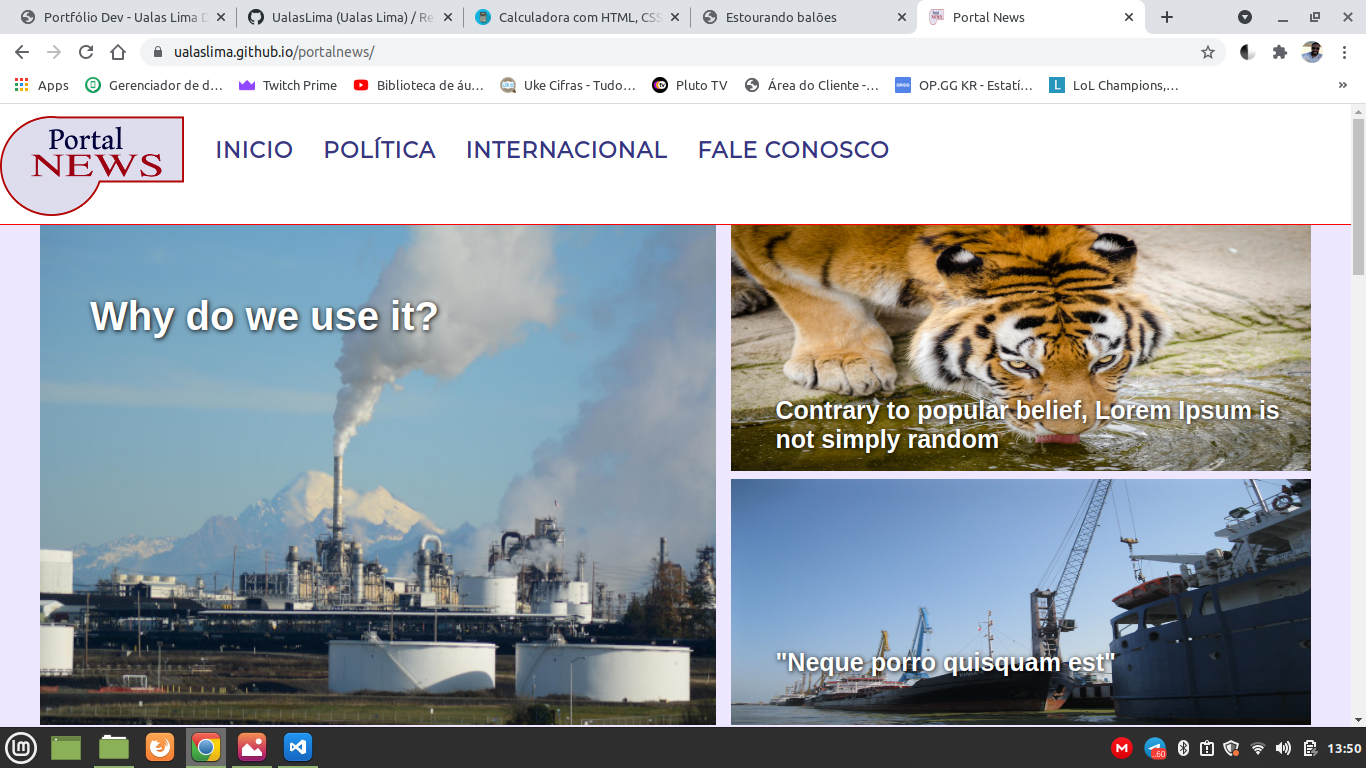 Portfólio Dev - Ualas Lima D
UalasLima (Ualas Lima) / Re
Calculadora com HTML, CSS
Estourando balões
Portal News
ualaslima.github.io/portalnews/
Apps
Gerenciador de d…
Twitch Prime
Biblioteca de áu…
Uke Cifras - Tudo…
Pluto TV
Área do Cliente -…
OP.GG KR - Estatí…
LoL Champions,…
Portal
NEWS
INICIO POLÍTICA INTERNACIONAL FALE CONOSCO
Why do we use it?
Contrary to popular belief, Lorem Ipsum is
not simply random
"Neque porro quisquam est"
13:50